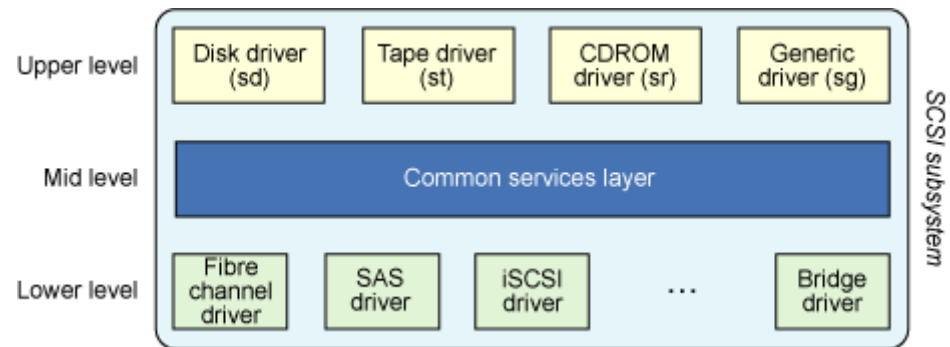 Upper level
Disk driver
(sd)
Tape driver
(st)
CDROM
driver (sr)
Generic
driver (sg)
Mid level
Common services layer
Lower level
Fibre
channel
driver
SAS
driver
iSCSI
driver
...
Bridge
driver
SCSI subsystem